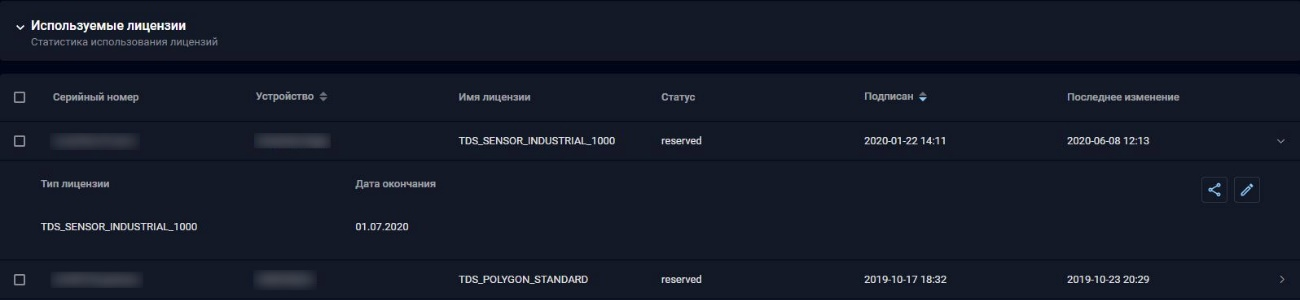 Используемые лицензии
Статистика использования лицензий
Серийный номер Устройство Имя лицензии Статус Подписан Последнее изменение
TDS_SENSOR_INDUSTRIAL_1000 reserved 2020-01-22 14:11 2020-06-08 12:13
Тип лицензии Дата окончания
TDS_SENSOR_INDUSTRIAL_1000 01.07.2020
TDS_POLYGON_STANDARD reserved 2019-10-17 18:32 2019-10-23 20:29